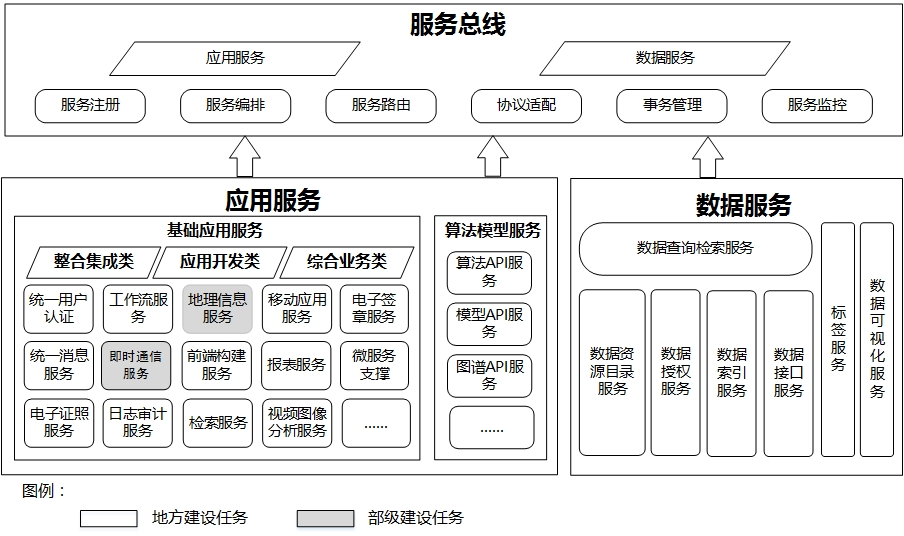 服务总线
应用服务
数据服务
服务注册
服务编排
服务路由
协议适配
事务管理
服务监控
应用服务
基础应用服务
整合集成类
应用开发类
综合业务类
统一用户
认证
工作流服
务
地理信息
服务
移动应用
服务
电子签
章服务
统一消息
服务
即时通信
服务
前端构建
服务
报表服务
微服务
支撑
电子证照
服务
日志审计
服务
检索服务
视频图像
分析服务
......
算法模型服务
算法API服
务
模型API服
务
图谱API服
务
......
数据服务
数据查询检索服务
数据资
源目录
服务
数据
授权
服务
数据
索引
服务
数据
接口
服务
标签服务
数据可视化服务
图例：
地方建设任务
部级建设任务